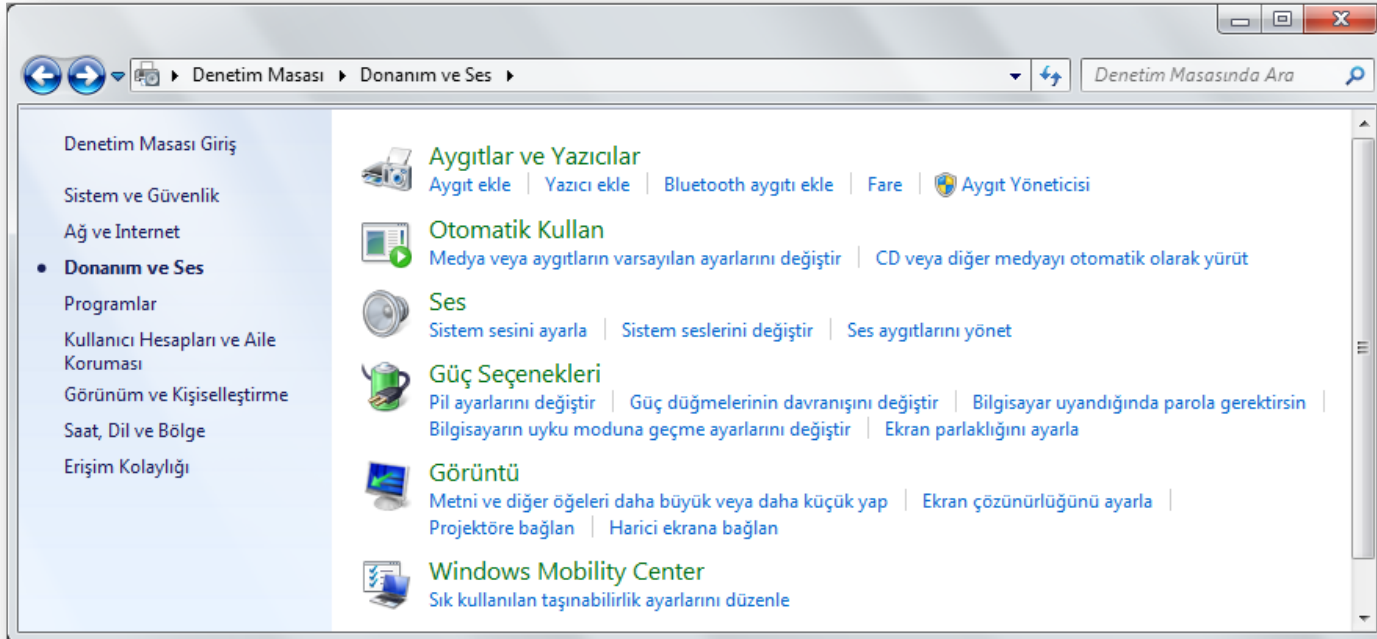 Denetim Masası Donanım ve Ses
Denetim Masasında Ara
Denetim Masası Giriş
Sistem ve Güvenlik
Ağ ve Internet
Donanım ve Ses
Programlar
Kullanıcı Hesapları ve Aile
Koruması
Görünüm ve Kişiselleştirme
Saat, Dil ve Bölge
Erişim Kolaylığı
Aygıtlar ve Yazıcılar
Aygıt ekle Yazıcı ekle Bluetooth aygıtı ekle Fare Aygıt Yöneticisi
Otomatik Kullan
Medya veya aygıtların varsayılan ayarlarını değiştir CD veya diğer medyayı otomatik olarak yürüt
Ses
Sistem sesini ayarla Sistem seslerini değiştir Ses aygıtlarını yönet
Güç Seçenekleri
Pil ayarlarını değiştir Güç düğmelerinin davranışını değiştir Bilgisayar uyandığında parola gerektirsin
Bilgisayarın uyku moduna geçme ayarlarını değiştir Ekran parlaklığını ayarla
Görüntü
Metni ve diğer öğeleri daha büyük veya daha küçük yap Ekran çözünürlüğünü ayarla
Projektöre bağlan Harici ekrana bağlan
Windows Mobility Center
Sık kullanılan taşınabilirlik ayarlarını düzenle